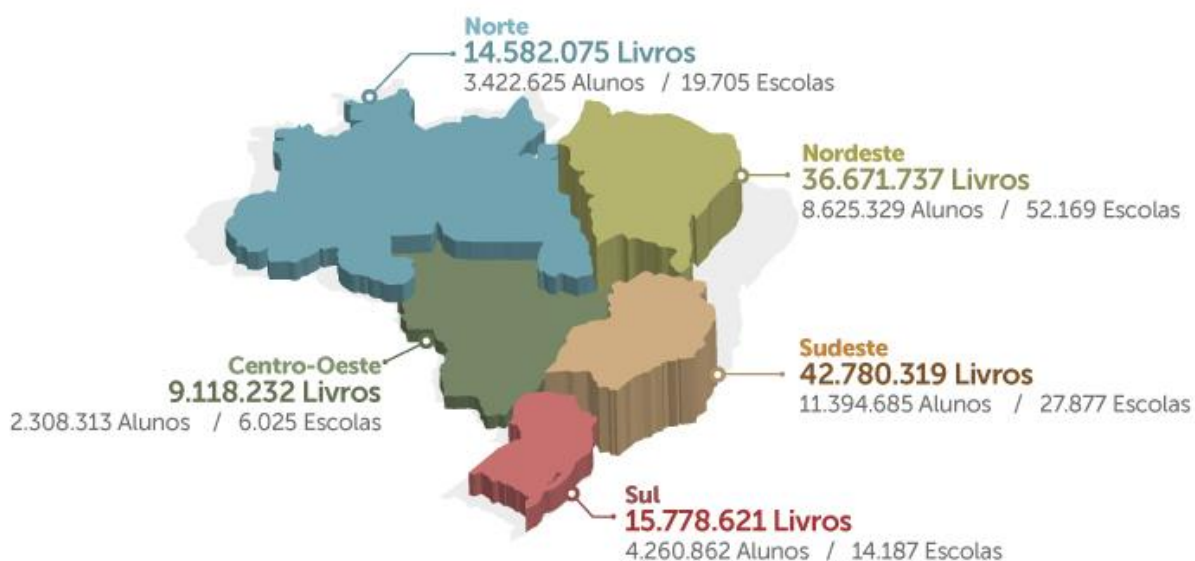 Norte
14.582.075 Livros
3.422.625 Alunos / 19.705 Escolas
Nordeste
36.671.737 Livros
8.625.329 Alunos / 52.169 Escolas
Sudeste
42.780.319 Livros
11.394.685 Alunos / 27.877 Escolas
Centro-Oeste
9.118.232 Livros
2.308.313 Alunos / 6.025 Escolas
Sul
15.778.621 Livros
4.260.862 Alunos / 14.187 Escolas